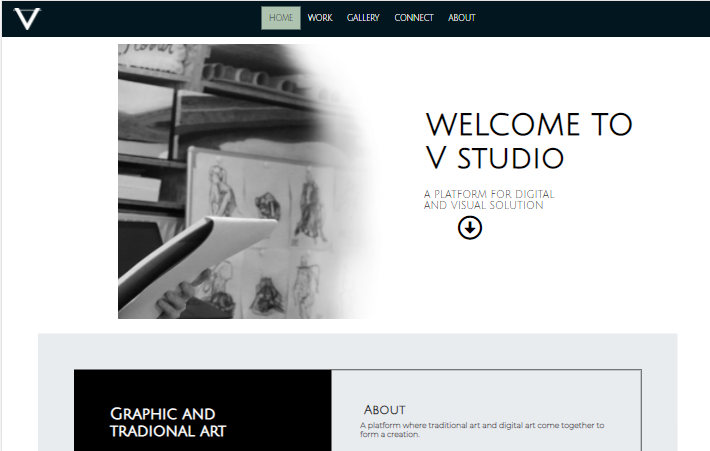 V
HOME WORK GALLERY CONNECT ABOUT
WELCOME TO
V STUDIO
A PLATFORM FOR DIGITAL
AND VISUAL SOLUTION
GRAPHIC AND
TRADIONAL ART
ABOUT
A platform where traditional art and digital art come together to
form a creation.